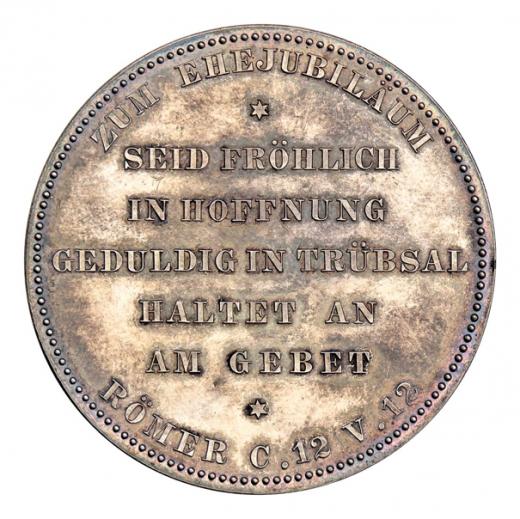 ZUM EHEJUBILÄUM
SEID FRÖHLICH
IN HOFFNUNG
GEDULDIG IN TRÜBSAL
HALTET AN
AM GEBET
RÖMER C. 12 V. 12